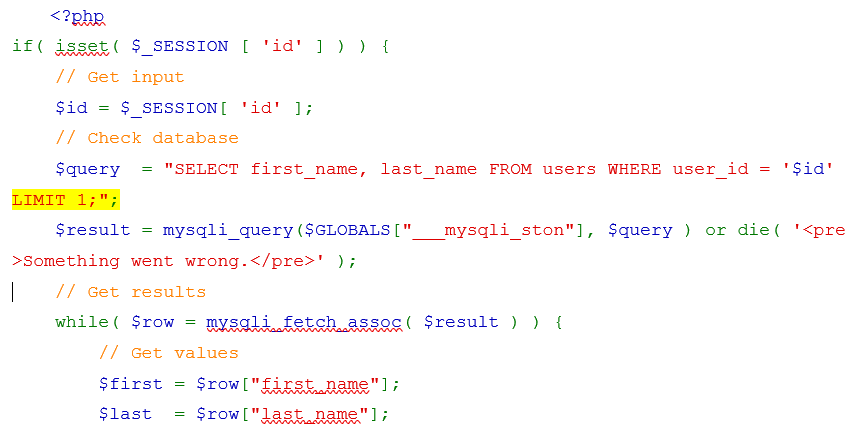 <?php
if( isset( $_SESSION [ 'id' ] ) ) {
// Get input
$id = $_SESSION[ 'id' ];
// Check database
$query  = "SELECT first_name, last_name FROM users WHERE user_id = '$id'
LIMIT 1;";
$result = mysqli_query($GLOBALS["___mysqli_ston"], $query ) or die( '<pre
>Something went wrong.</pre>' );
// Get results
while( $row = mysqli_fetch_assoc( $result ) ) {
// Get values
$first = $row["first_name"];
$last  = $row["last_name"];